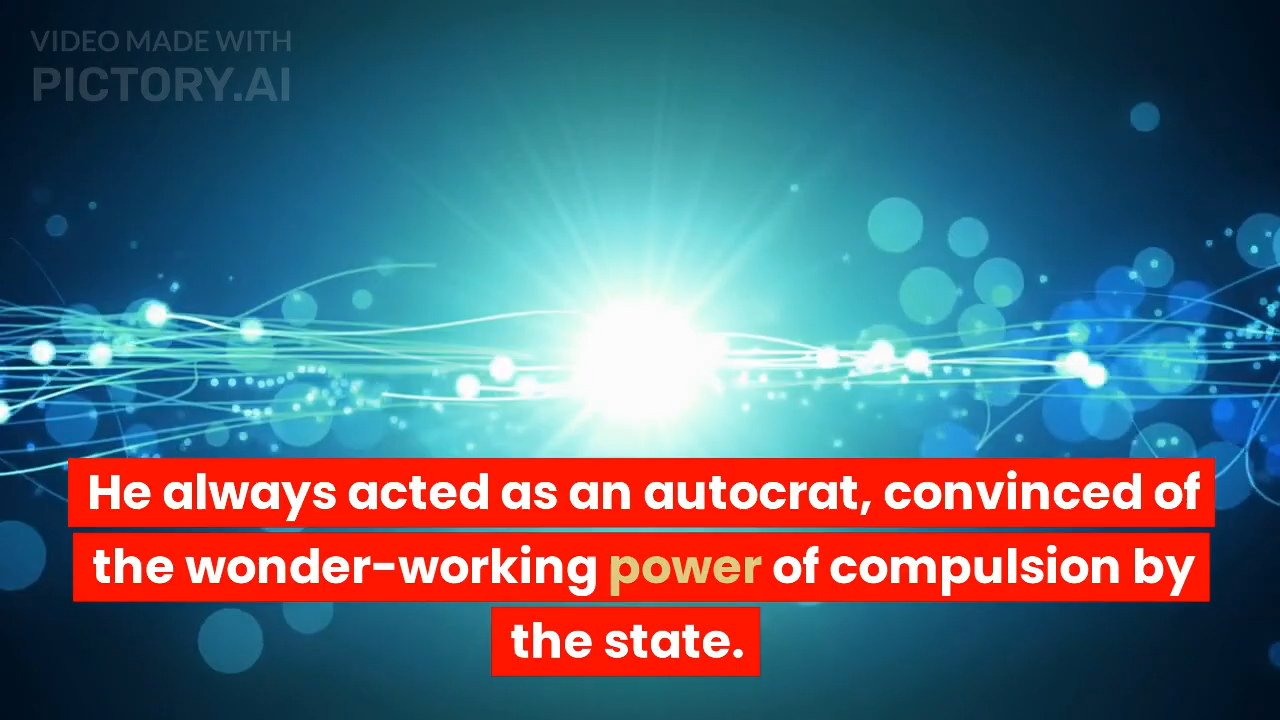 VIDEO MADE WITH
PICTORY.AI
He always acted as an autocrat, convinced of
the wonder-working power of compulsion by
the state.